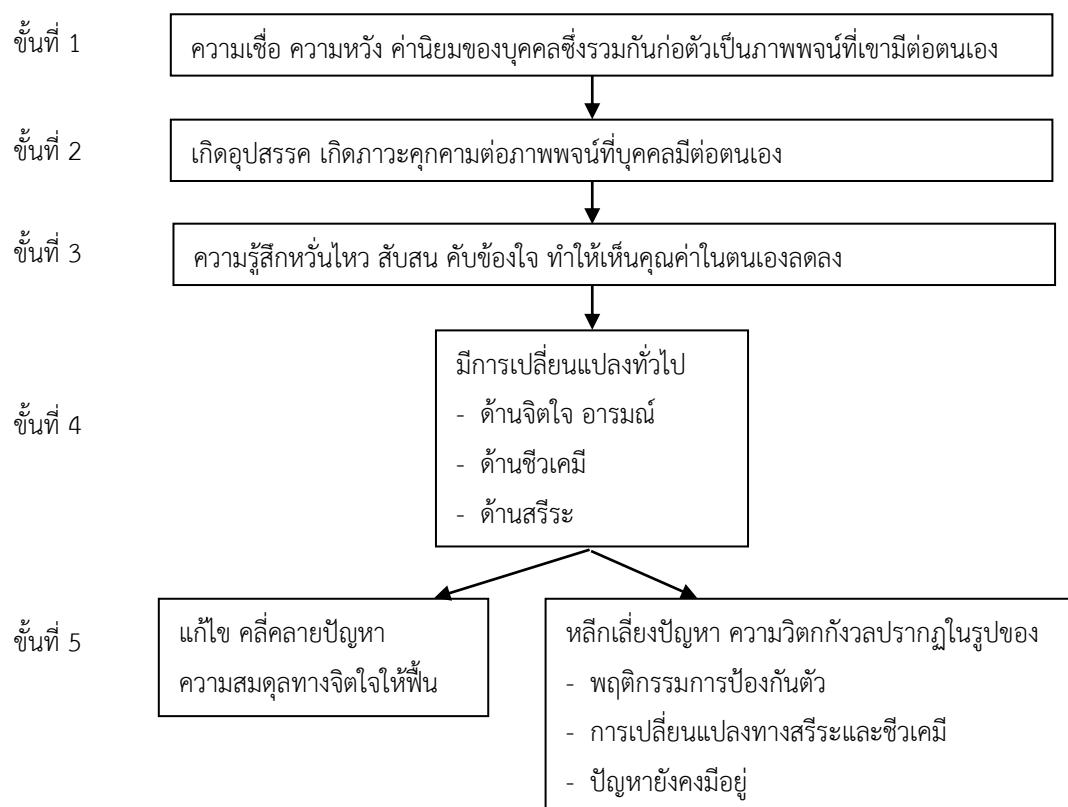 ขั้นที่ 1
ความเชื่อ ความหวัง ค่านิยมของบุคคลซึ่งรวมกันก่อตัวเป็นภาพพจน์ที่เขามีต่อตนเอง
ขั้นที่ 2
เกิดอุปสรรค เกิดภาวะคุกคามต่อภาพพจน์ที่บุคคลมีต่อตนเอง
ขั้นที่ 3
ความรู้สึกหวั่นไหว สับสน คับข้องใจ ทำให้เห็นคุณค่าในตนเองลดลง
ขั้นที่ 4
มีการเปลี่ยนแปลงทั่วไป
- ด้านจิตใจ อารมณ์
- ด้านชีวเคมี
- ด้านสรีระ
ขั้นที่ 5
แก้ไข คลี่คลายปัญหา
ความสมดุลทางจิตใจให้ฟื้น
หลีกเลี่ยงปัญหา ความวิตกกังวลปรากฏในรูปของ
- พฤติกรรมการป้องกันตัว
- การเปลี่ยนแปลงทางสรีระและชีวเคมี
- ปัญหายังคงมีอยู่